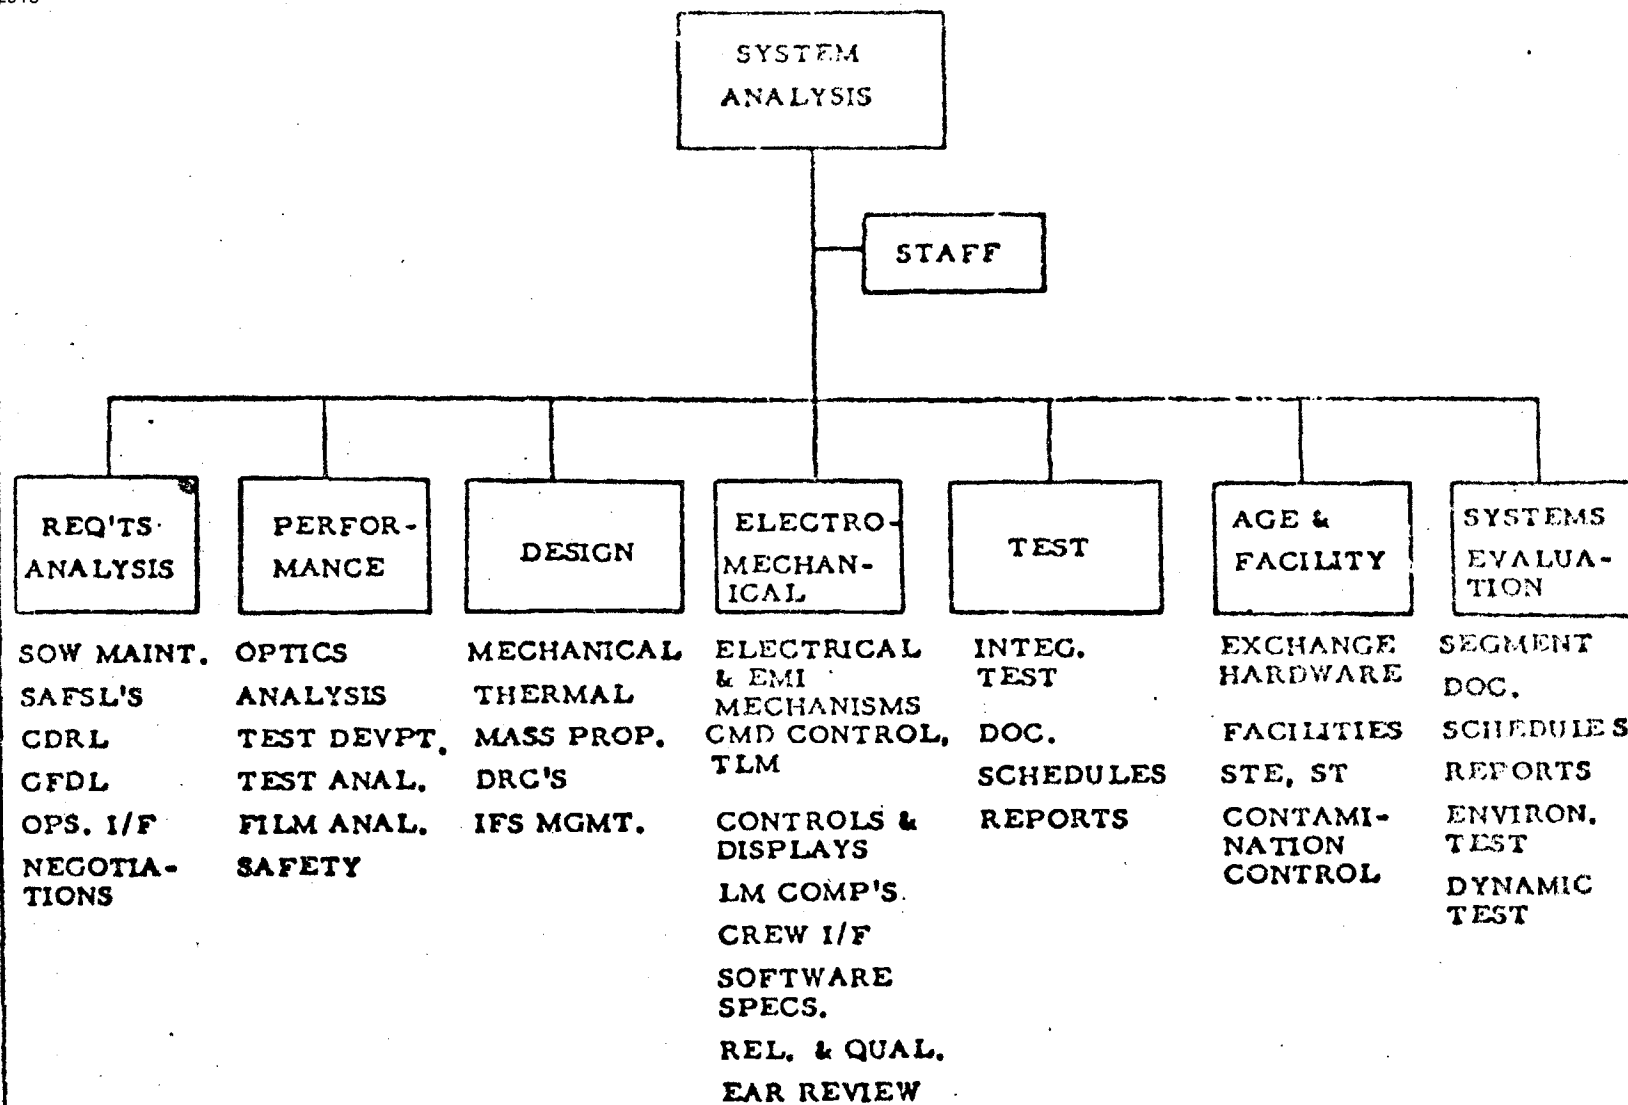 SYSTEM
ANALYSIS
STAFF
REQ'TS
ANALYSIS
SOW MAINT.
SAFSL'S
CDRL
GFDL
OPS. I/F
NEGOTIA-
TIONS
PERFOR-
MANCE
OPTICS
ANALYSIS
TEST DEVPT.
TEST ANAL.
FILM ANAL.
SAFETY
DESIGN
MECHANICAL
THERMAL
MASS PROP.
DRC'S
IFS MGMT.
ELECTRO-
MECHAN-
ICAL
ELECTRICAL
& EMI
MECHANISMS
CMD CONTROL,
TLM
CONTROLS &
DISPLAYS
LM COMP'S.
CREW I/F
SOFTWARE
SPECS.
REL. & QUAL.
EAR REVIEW
TEST
INTEG.
TEST
DOC.
SCHEDULES
REPORTS
AGE &
FACILITY
EXCHANGE
HARDWARE
FACILITIES
STE, ST
CONTAMI-
NATION
CONTROL
SYSTEMS
EVALUA-
TION
SEGMENT
DOC.
SCHEDULES
REPORTS
ENVIRON.
TEST
DYNAMIC
TEST